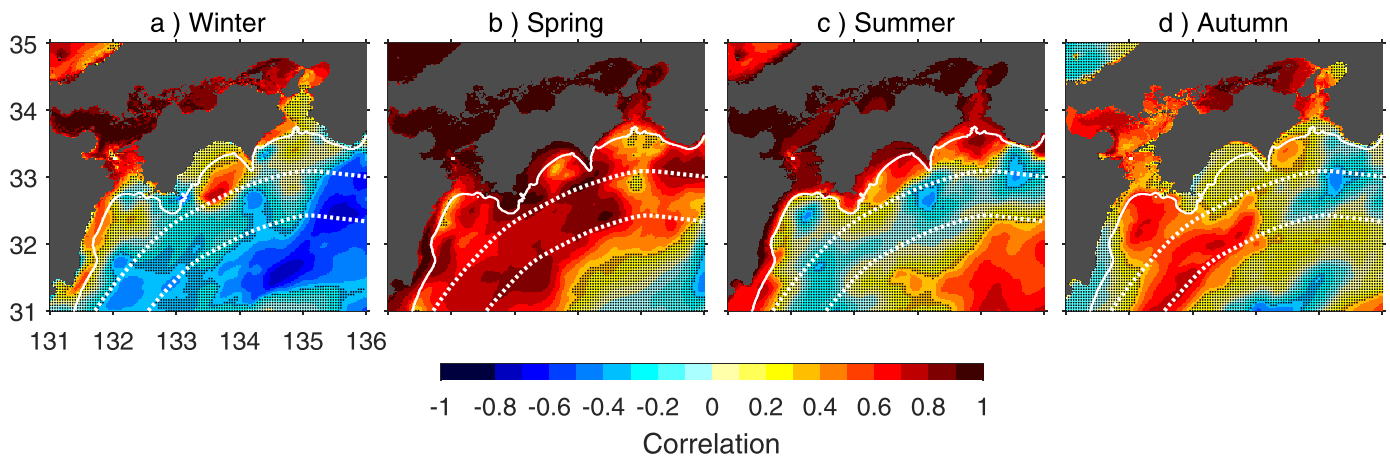 a ) Winter
b ) Spring
c ) Summer
d ) Autumn
35
34
33
32
31
131 132 133 134 135 136
-1 -0.8 -0.6 -0.4 -0.2 0 0.2 0.4 0.6 0.8 1
Correlation